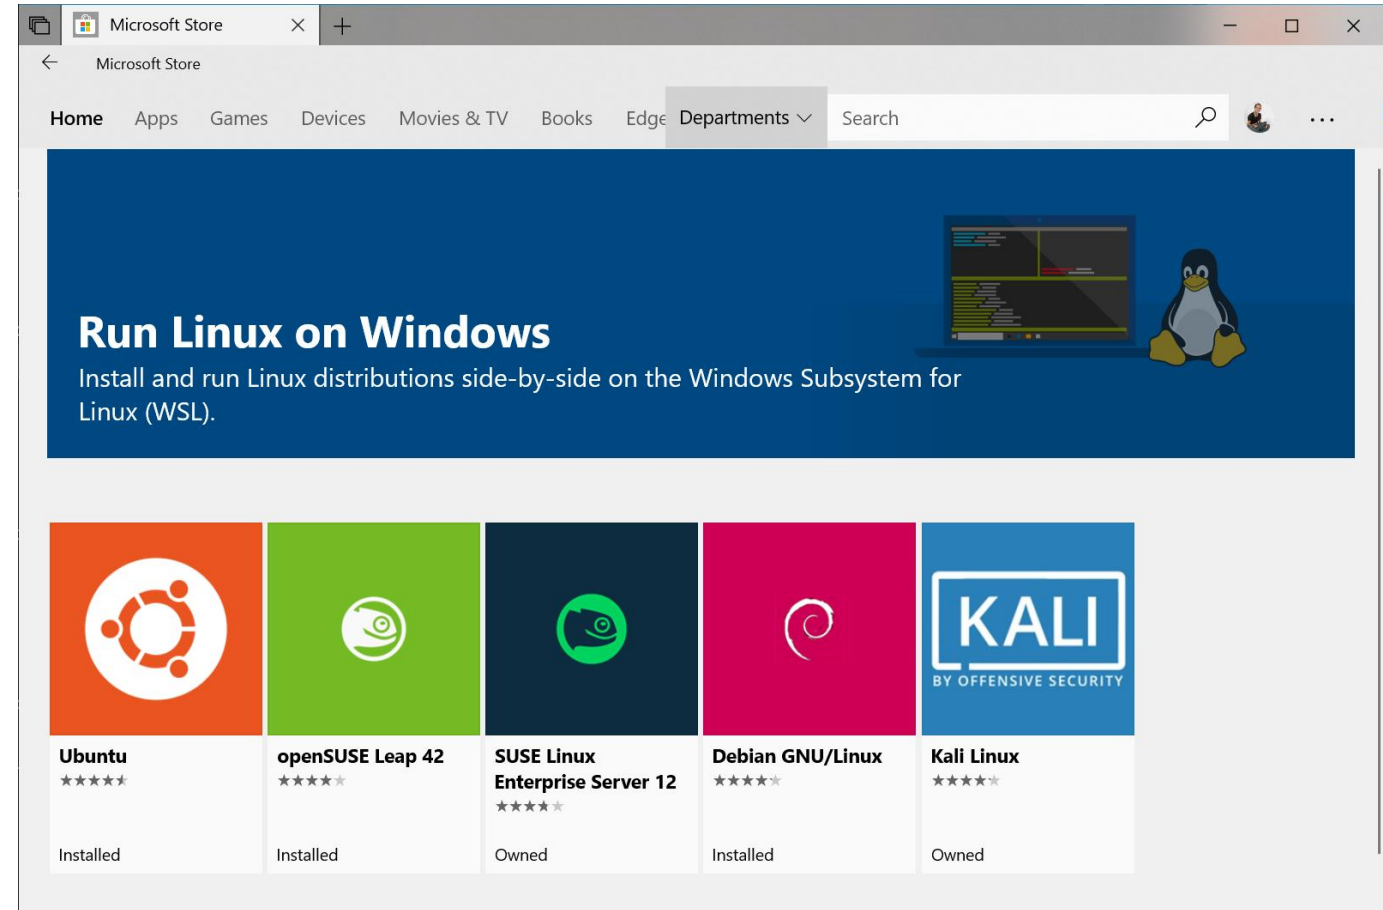 Microsoft Store
Microsoft Store
Home Apps Games Devices Movies & TV Books Edge Departments Search
Run Linux on Windows
Install and run Linux distributions side-by-side on the Windows Subsystem for
Linux (WSL).
KALI
BY OFFENSIVE SECURITY
Ubuntu
Installed
openSUSE Leap 42
Installed
SUSE Linux
Enterprise Server 12
Owned
Debian GNU/Linux
Installed
Kali Linux
Owned